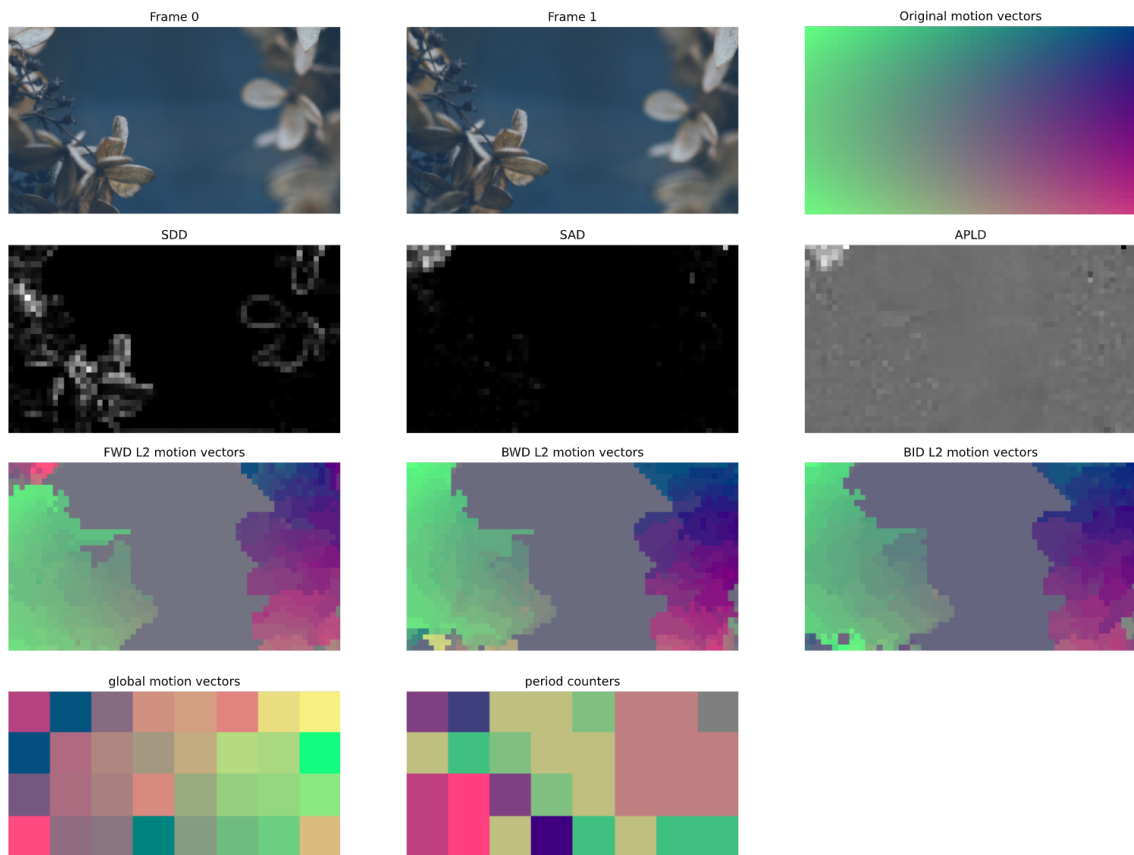 Frame 0
Frame 1
Original motion vectors
SDD
SAD
APLD
FWD L2 motion vectors
BWD L2 motion vectors
BID L2 motion vectors
global motion vectors
period counters